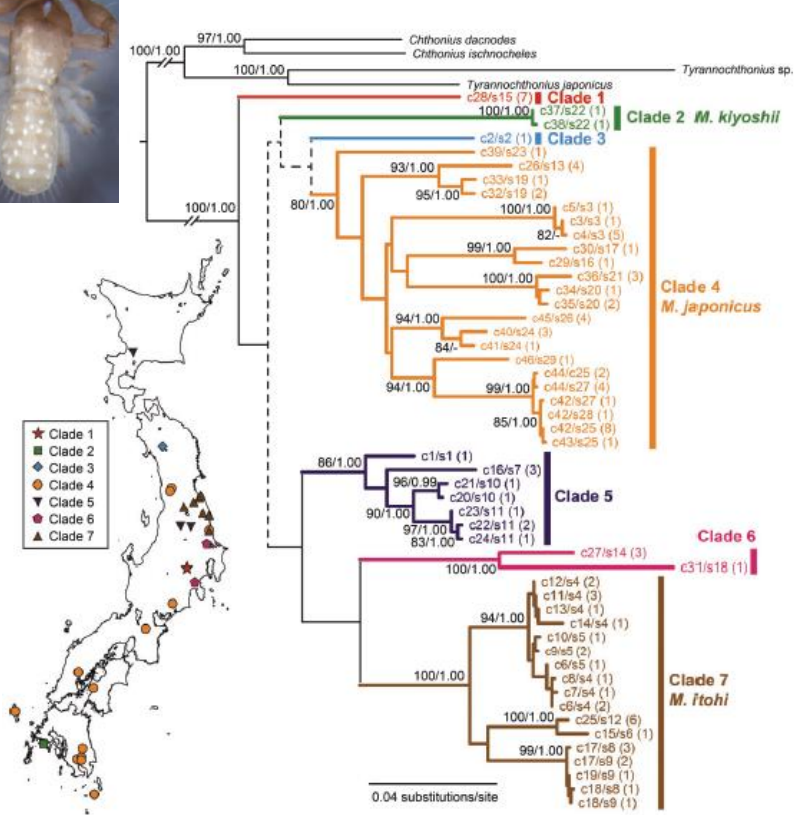 97/1.00
Chthonius dacnodes
Chthonius ischnocheles
100/1.00
100/1.00
Tyrannochthonius sp.
Tyrannochthonius japonicus
c28/s15 (7)
Clade 1
100/1.00
c37/s22 (1)
c38/s22 (1)
Clade 2 M. kiyoshii
c2/s2 (1)
Clade 3
c39/s23 (1)
93/1.00
c26/s13 (4)
c33/s19 (1)
95/1.00
c32/s19 (2)
80/1.00
100/1.00
100/1.00
c5/s3 (1)
c3/s3 (1)
82/-
c4/s3 (5)
99/1.00
c30/s17 (1)
c29/s16 (1)
100/1.00
c36/s21 (3)
c34/s20 (1)
c35/s20 (2)
Clade 4
M. japonicus
94/1.00
c45/s26 (4)
c40/s24 (3)
84/-
c41/s24 (1)
c46/s29 (1)
94/1.00
99/1.00
c44/c25 (2)
c44/s27 (4)
c42/s27 (1)
85/1.00
c42/s28 (1)
c42/s25 (8)
c43/s25 (1)
Clade 1
Clade 2
Clade 3
Clade 4
Clade 5
Clade 6
Clade 7
86/1.00
c1/s1 (1)
c16/s7 (3)
96/0.99
c21/s10 (1)
c20/s10 (1)
90/1.00
c23/s11 (1)
97/1.00
c22/s11 (2)
83/1.00
c24/s11 (1)
Clade 5
Clade 6
c27/s14 (3)
100/1.00
c31/s18 (1)
c12/s4 (2)
c11/s4 (3)
c13/s4 (1)
94/1.00
c14/s4 (1)
c10/s5 (1)
c9/s5 (2)
c6/s5 (1)
c8/s4 (1)
c7/s4 (1)
c6/s4 (2)
100/1.00
100/1.00
c25/s12 (6)
c15/s6 (1)
99/1.00
c17/s8 (3)
c17/s9 (2)
c19/s9 (1)
c18/s8 (1)
c18/s9 (1)
Clade 7
M. itohi
0.04 substitutions/site